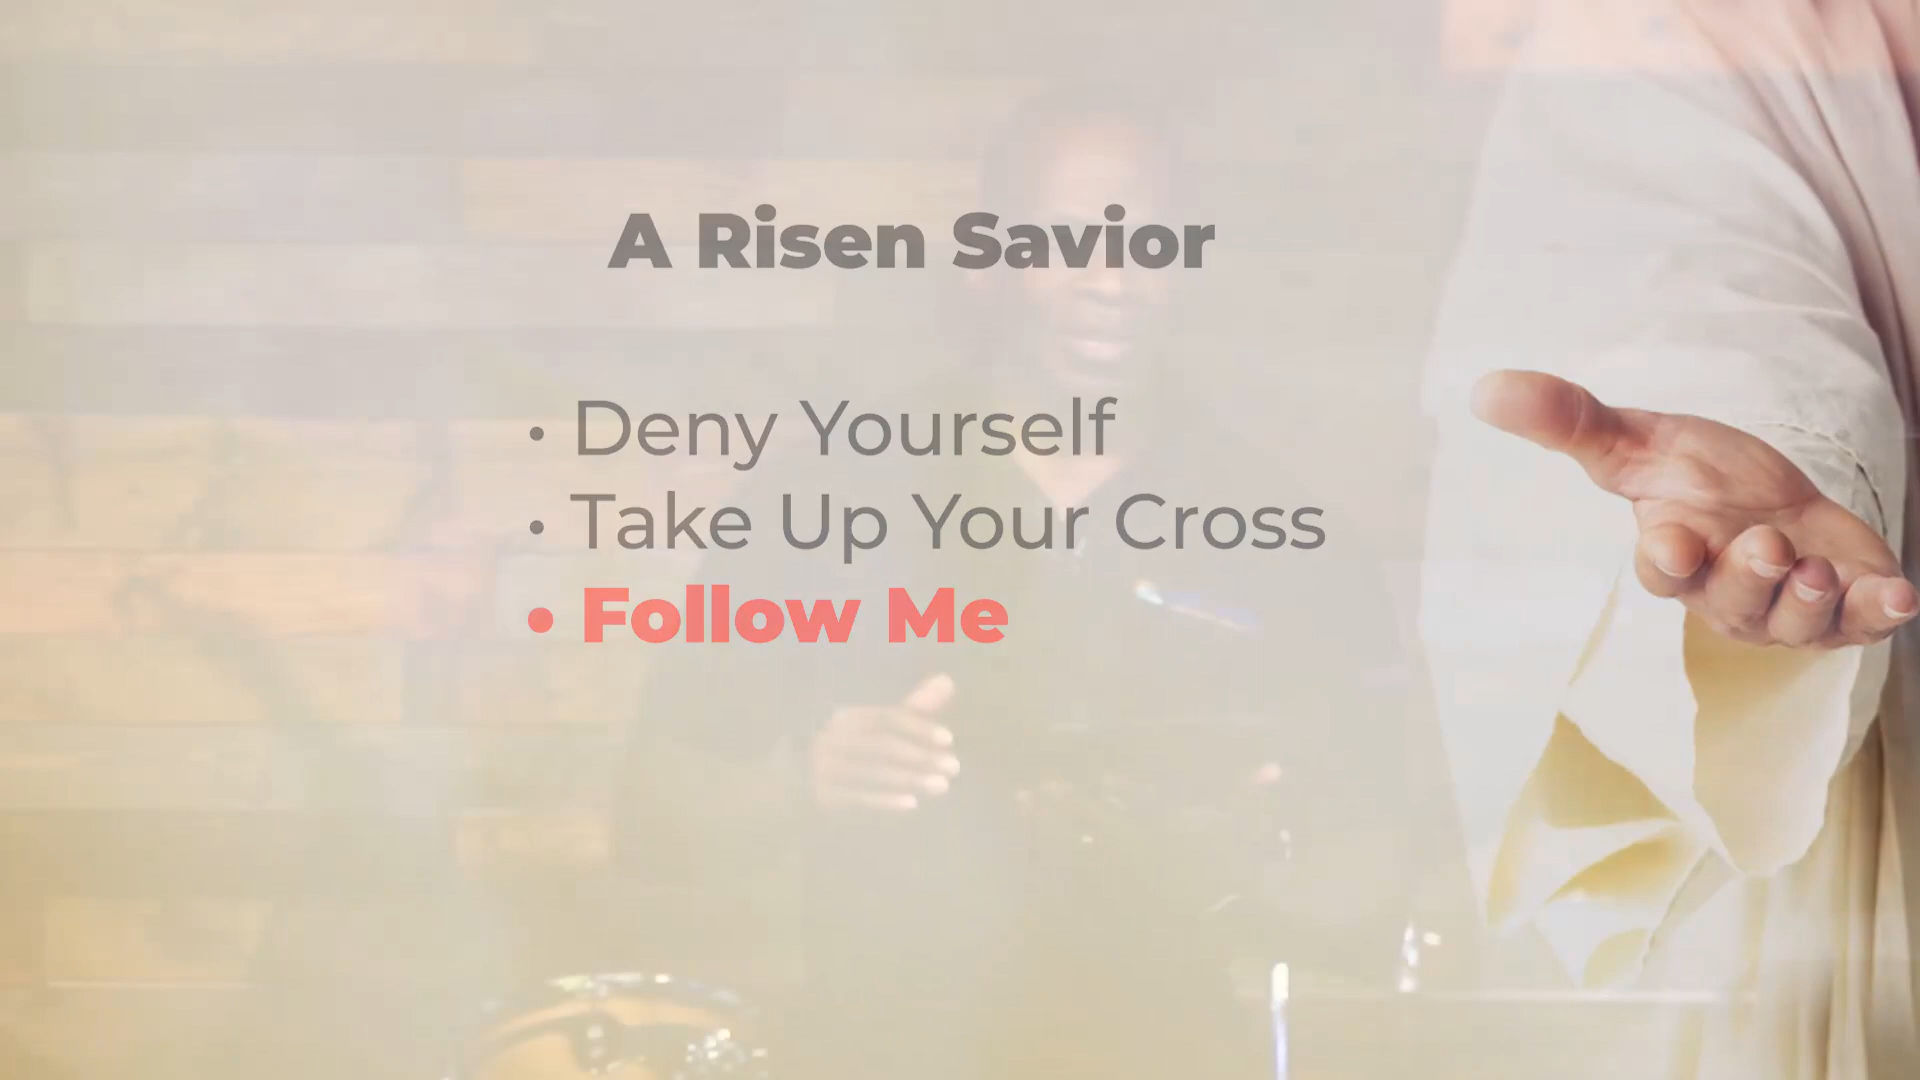 A Risen Savior
• Deny Yourself
• Take Up Your Cross
• Follow Me